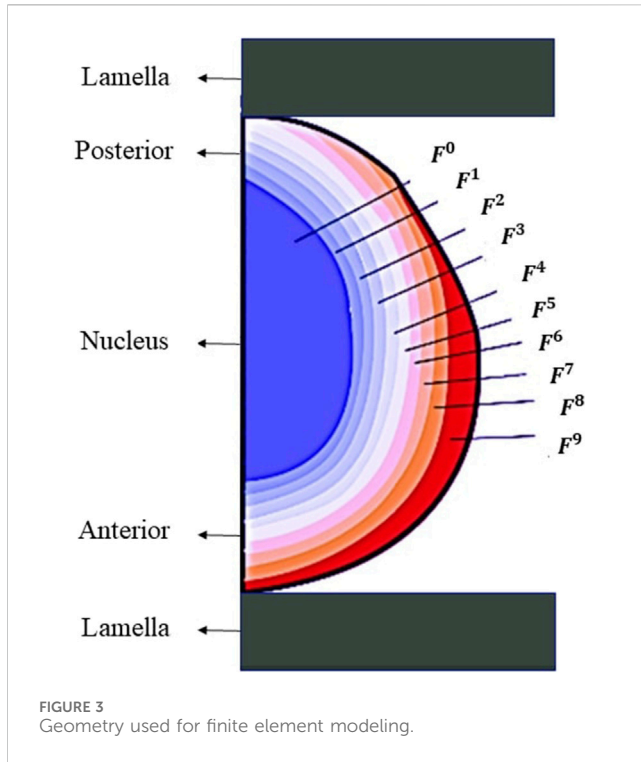 Lamella
Posterior
F⁰
F¹
F²
F³
F⁴
F⁵
Nucleus
F⁶
F⁷
F⁸
F⁹
Anterior
Lamella
FIGURE 3
Geometry used for finite element modeling.